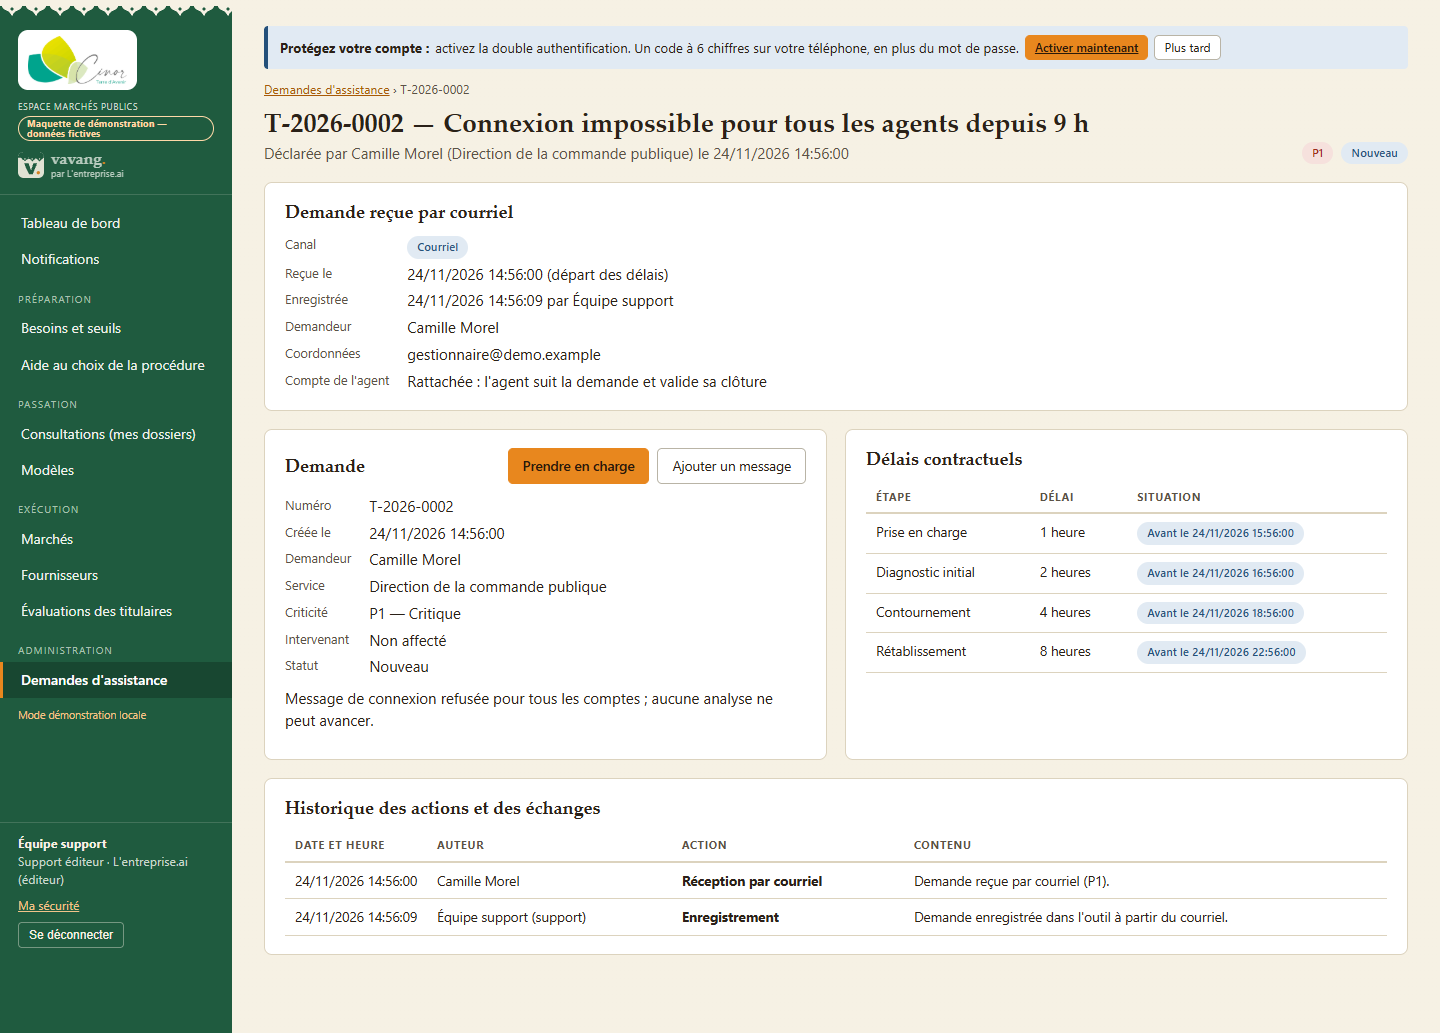 Cinor
Terre d'Avenir
ESPACE MARCHÉS PUBLICS
Maquette de démonstration —
données fictives
v.
vavang.
par L'entreprise.ai
Tableau de bord
Notifications
PRÉPARATION
Besoins et seuils
Aide au choix de la procédure
PASSATION
Consultations (mes dossiers)
Modèles
EXÉCUTION
Marchés
Fournisseurs
Évaluations des titulaires
ADMINISTRATION
Demandes d'assistance
Mode démonstration locale
Équipe support
Support éditeur · L'entreprise.ai
(éditeur)
Ma sécurité
Se déconnecter
Protégez votre compte : activez la double authentification. Un code à 6 chiffres sur votre téléphone, en plus du mot de passe. Activer maintenant Plus tard
Demandes d'assistance › T-2026-0002
T-2026-0002 — Connexion impossible pour tous les agents depuis 9 h
Déclarée par Camille Morel (Direction de la commande publique) le 24/11/2026 14:56:00 P1 Nouveau
Demande reçue par courriel
Canal Courriel
Reçue le 24/11/2026 14:56:00 (départ des délais)
Enregistrée 24/11/2026 14:56:09 par Équipe support
Demandeur Camille Morel
Coordonnées gestionnaire@demo.example
Compte de l'agent Rattachée : l'agent suit la demande et valide sa clôture
Demande Prendre en charge Ajouter un message
Numéro T-2026-0002
Créée le 24/11/2026 14:56:00
Demandeur Camille Morel
Service Direction de la commande publique
Criticité P1 — Critique
Intervenant Non affecté
Statut Nouveau
Message de connexion refusée pour tous les comptes ; aucune analyse ne
peut avancer.
Délais contractuels
ÉTAPE DÉLAI SITUATION
Prise en charge 1 heure Avant le 24/11/2026 15:56:00
Diagnostic initial 2 heures Avant le 24/11/2026 16:56:00
Contournement 4 heures Avant le 24/11/2026 18:56:00
Rétablissement 8 heures Avant le 24/11/2026 22:56:00
Historique des actions et des échanges
DATE ET HEURE AUTEUR ACTION CONTENU
24/11/2026 14:56:00 Camille Morel Réception par courriel Demande reçue par courriel (P1).
24/11/2026 14:56:09 Équipe support (support) Enregistrement Demande enregistrée dans l'outil à partir du courriel.